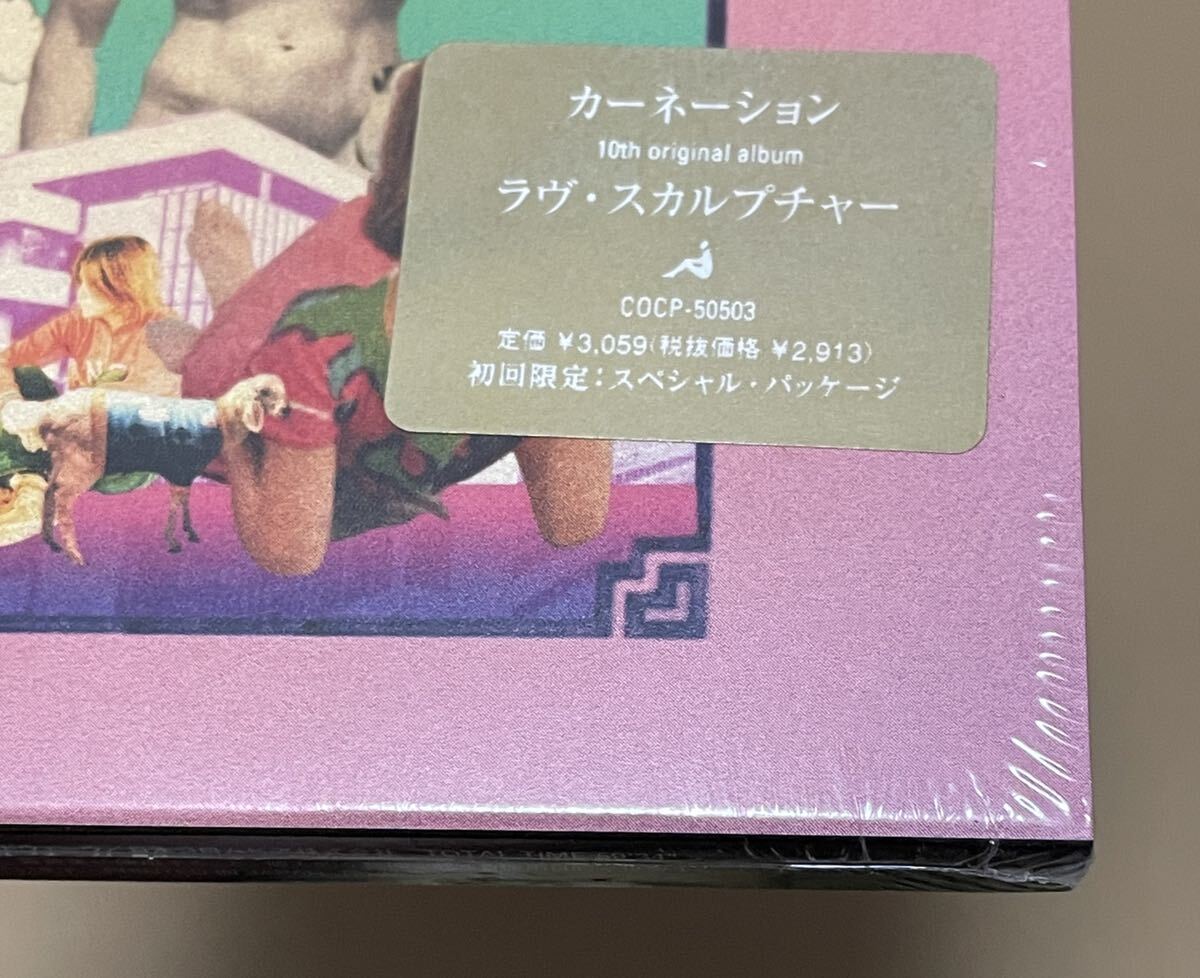 カーネーション
10th original album
ラヴ・スカルプチャー
COCP-50503
定価 ¥3,059(税抜価格 ¥2,913)
初回限定:スペシャル・パッケージ